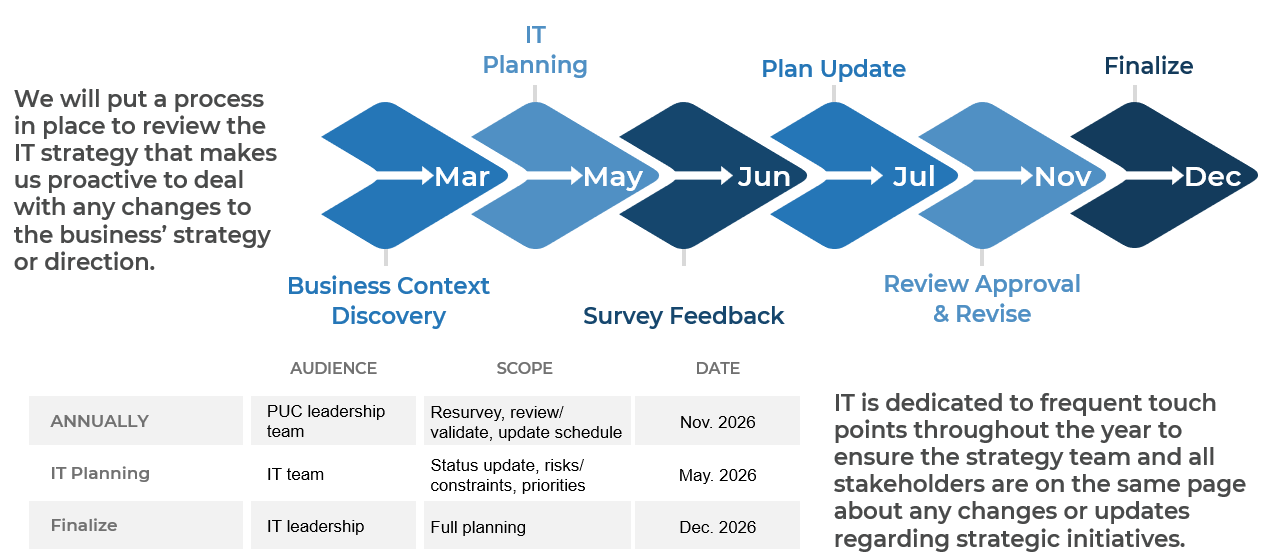 We will put a process
in place to review the
IT strategy that makes
us proactive to deal
with any changes to
the business’ strategy
or direction.
IT
Planning
Plan Update
Finalize
Mar
May
Jun
Jul
Nov
Dec
Business Context
Discovery
Survey Feedback
Review Approval
& Revise
AUDIENCE
SCOPE
DATE
ANNUALLY
PUC leadership
team
Resurvey, review/
validate, update schedule
Nov. 2026
IT Planning
IT team
Status update, risks/
constraints, priorities
May. 2026
Finalize
IT leadership
Full planning
Dec. 2026
IT is dedicated to frequent touch
points throughout the year to
ensure the strategy team and all
stakeholders are on the same page
about any changes or updates
regarding strategic initiatives.